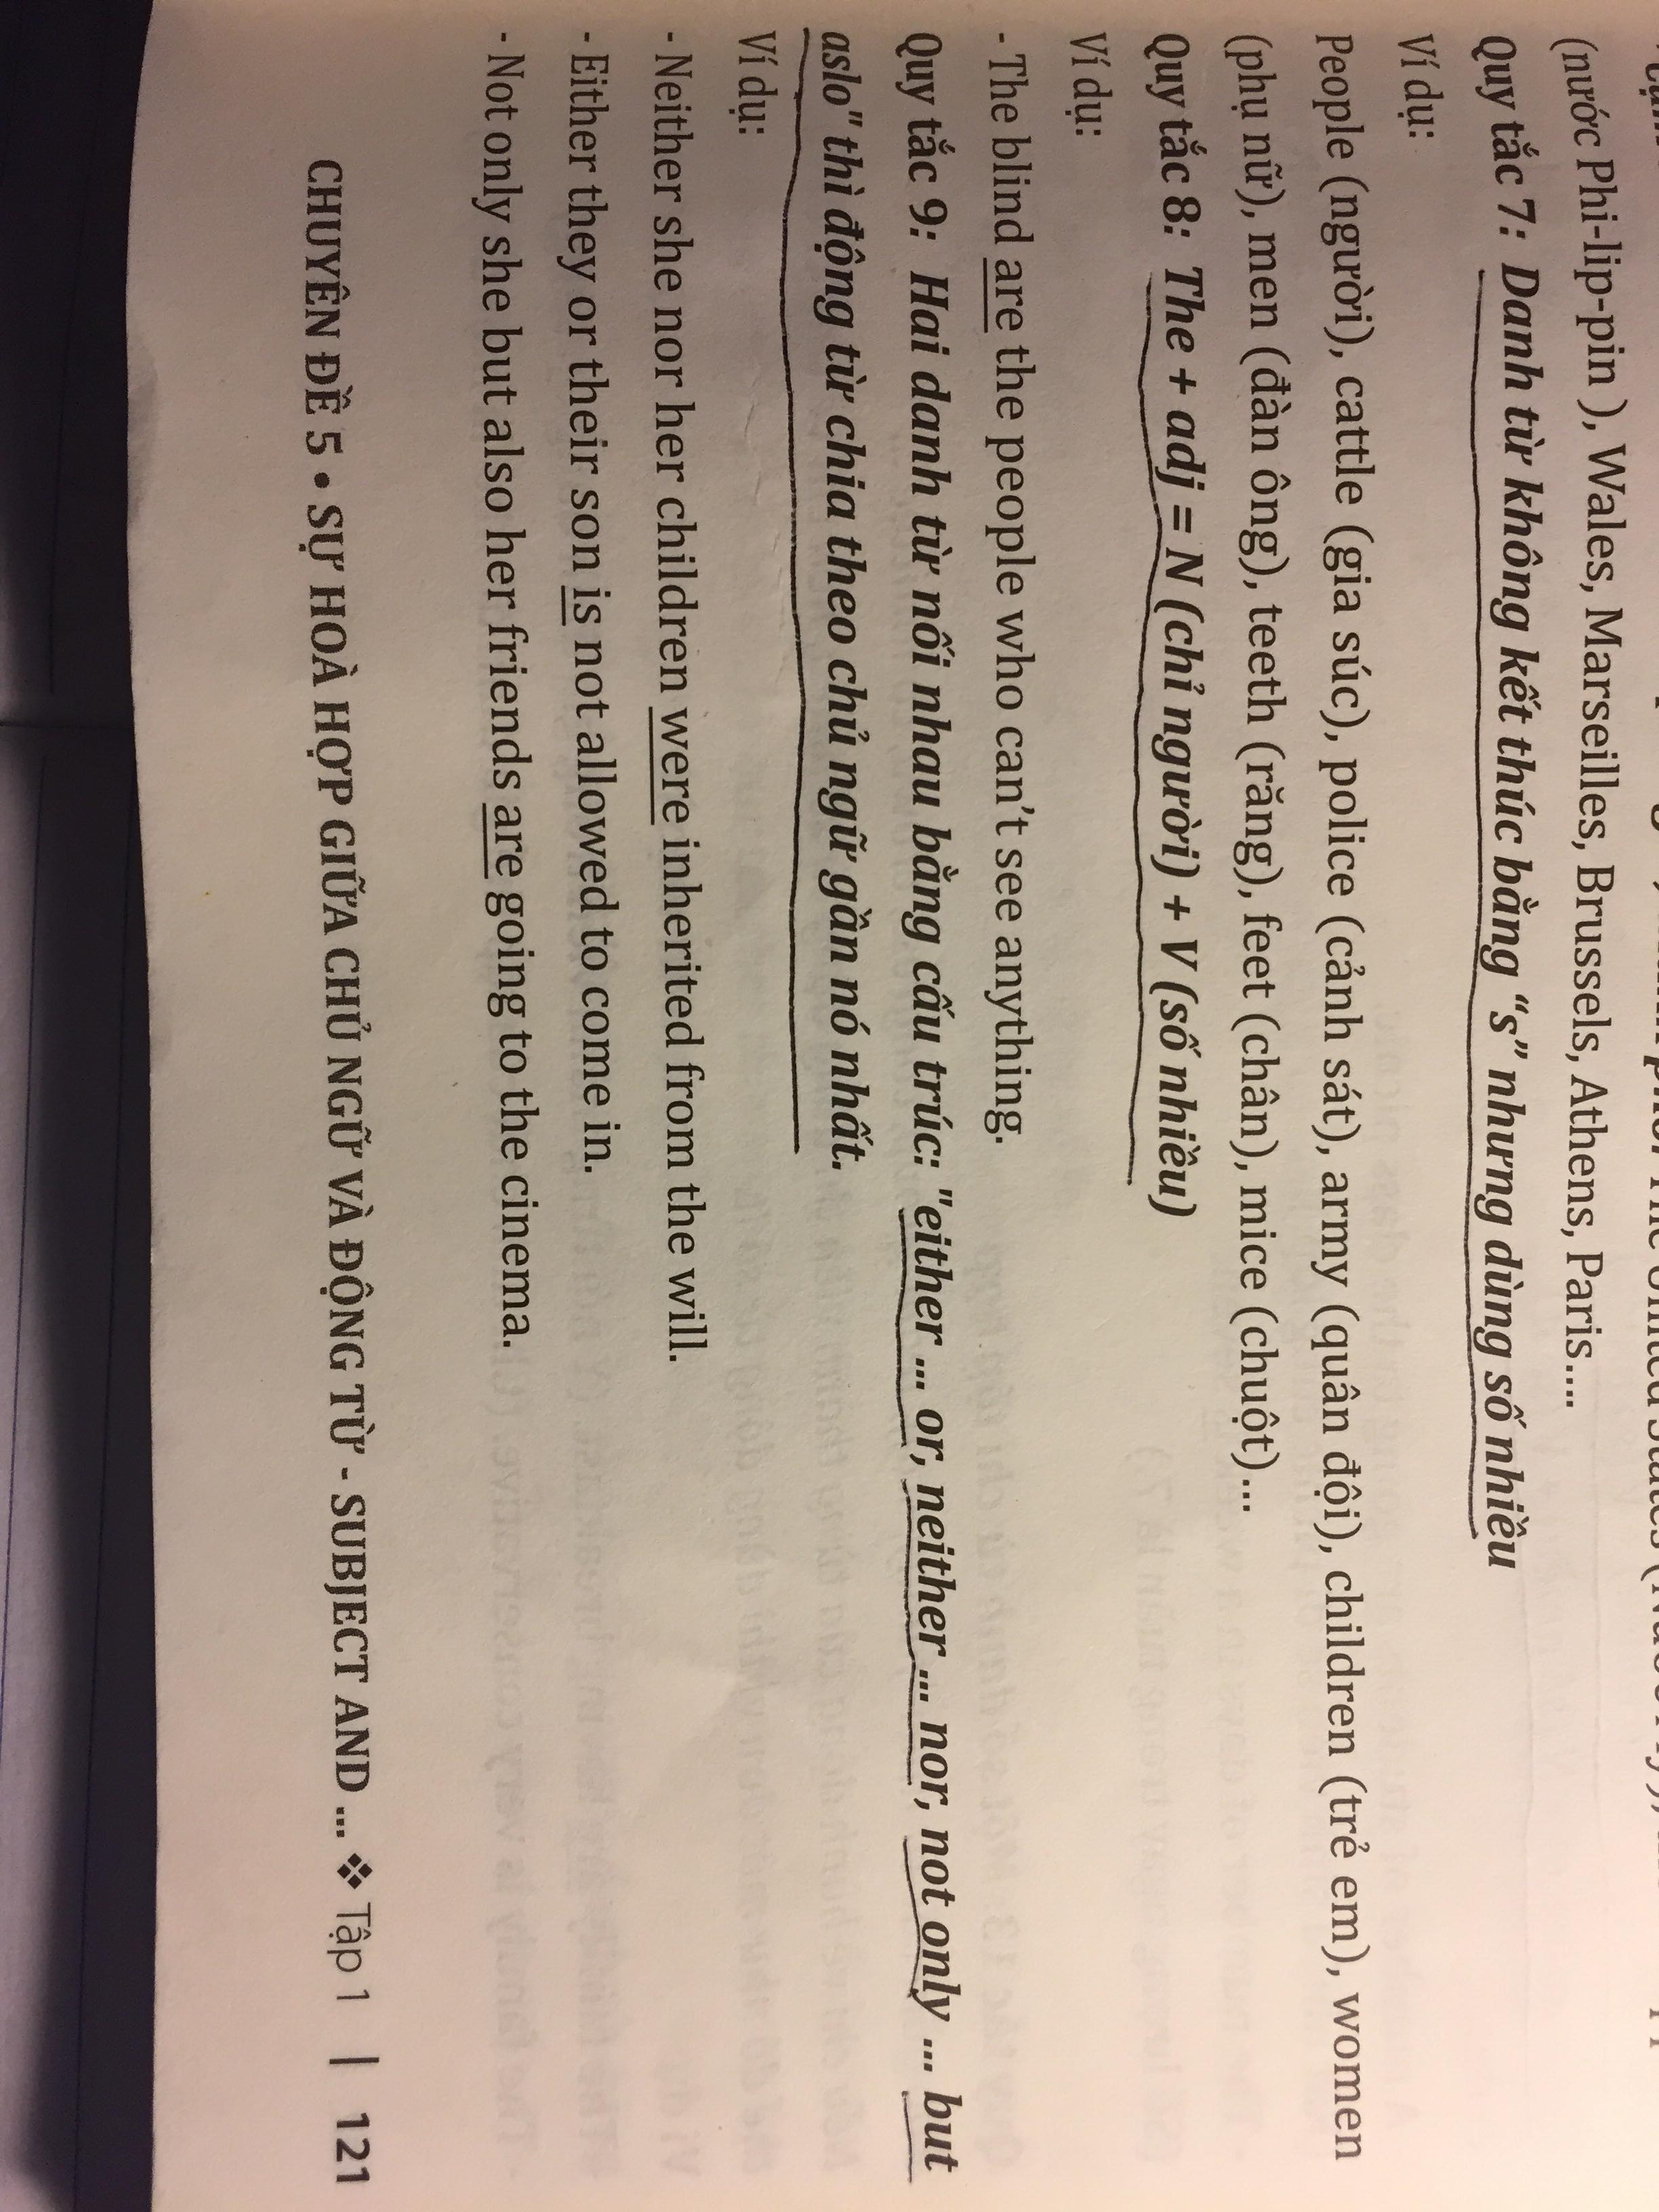 (nước Phi-lip-pin ), Wales, Marseilles, Brussels, Athens, Paris....
Quy tắc 7: Danh từ không kết thúc bằng "s" nhưng dùng số nhiều
Ví dụ:
People (người), cattle (gia súc), police (cảnh sát), army (quân đội), children (trẻ em), women
(phụ nữ), men (đàn ông), teeth (răng), feet (chân), mice (chuột)...
Quy tắc 8: The + adj = N (chỉ người) + V (số nhiều)
Ví dụ:
- The blind are the people who can't see anything.
Quy tắc 9: Hai danh từ nối nhau bằng cấu trúc: "either ... or, neither ... nor, not only ... but
aslo" thì động từ chia theo chủ ngữ gần nó nhất.
Ví dụ:
- Neither she nor her children were inherited from the will.
- Either they or their son is not allowed to come in.
- Not only she but also her friends are going to the cinema.
CHUYÊN ĐỀ 5 • SỰ HOÀ HỢP GIỮA CHỦ NGỮ VÀ ĐỘNG TỪ - SUBJECT AND ... ❖ Tập 1 | 121